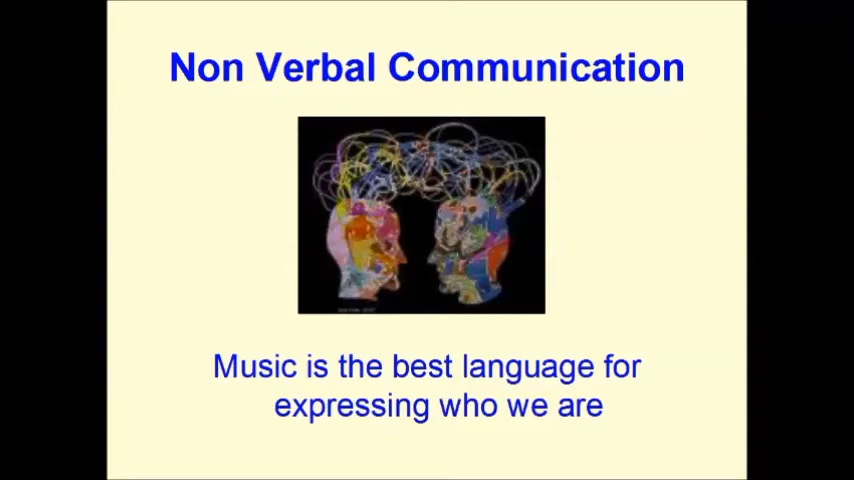 Non Verbal Communication
Music is the best language for
expressing who we are